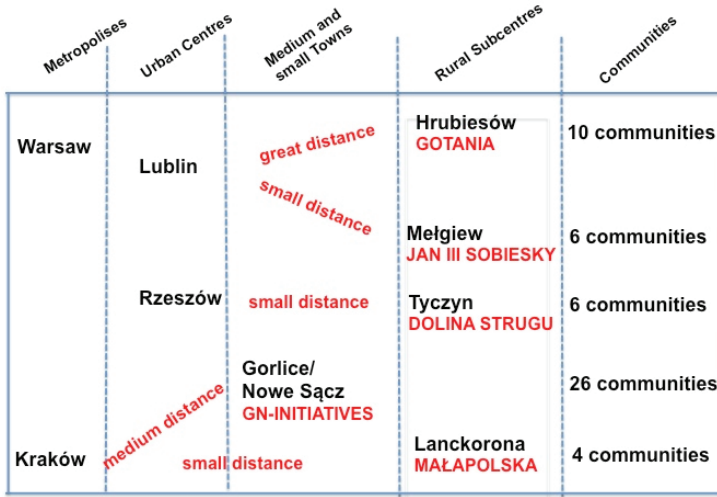 Metropolises
Urban Centres
Medium and
small Towns
Rural Subcentres
Communities
Warsaw
Lublin
great distance
small distance
Hrubiesów
GOTANIA
10 communities
Mełgiew
JAN III SOBIESKY
6 communities
Rzeszów
small distance
Tyczyn
DOLINA STRUGU
6 communities
medium distance
Gorlice/
Nowe Sącz
GN-INITIATIVES
26 communities
Kraków
small distance
Lanckorona
MAŁAPOLSKA
4 communities